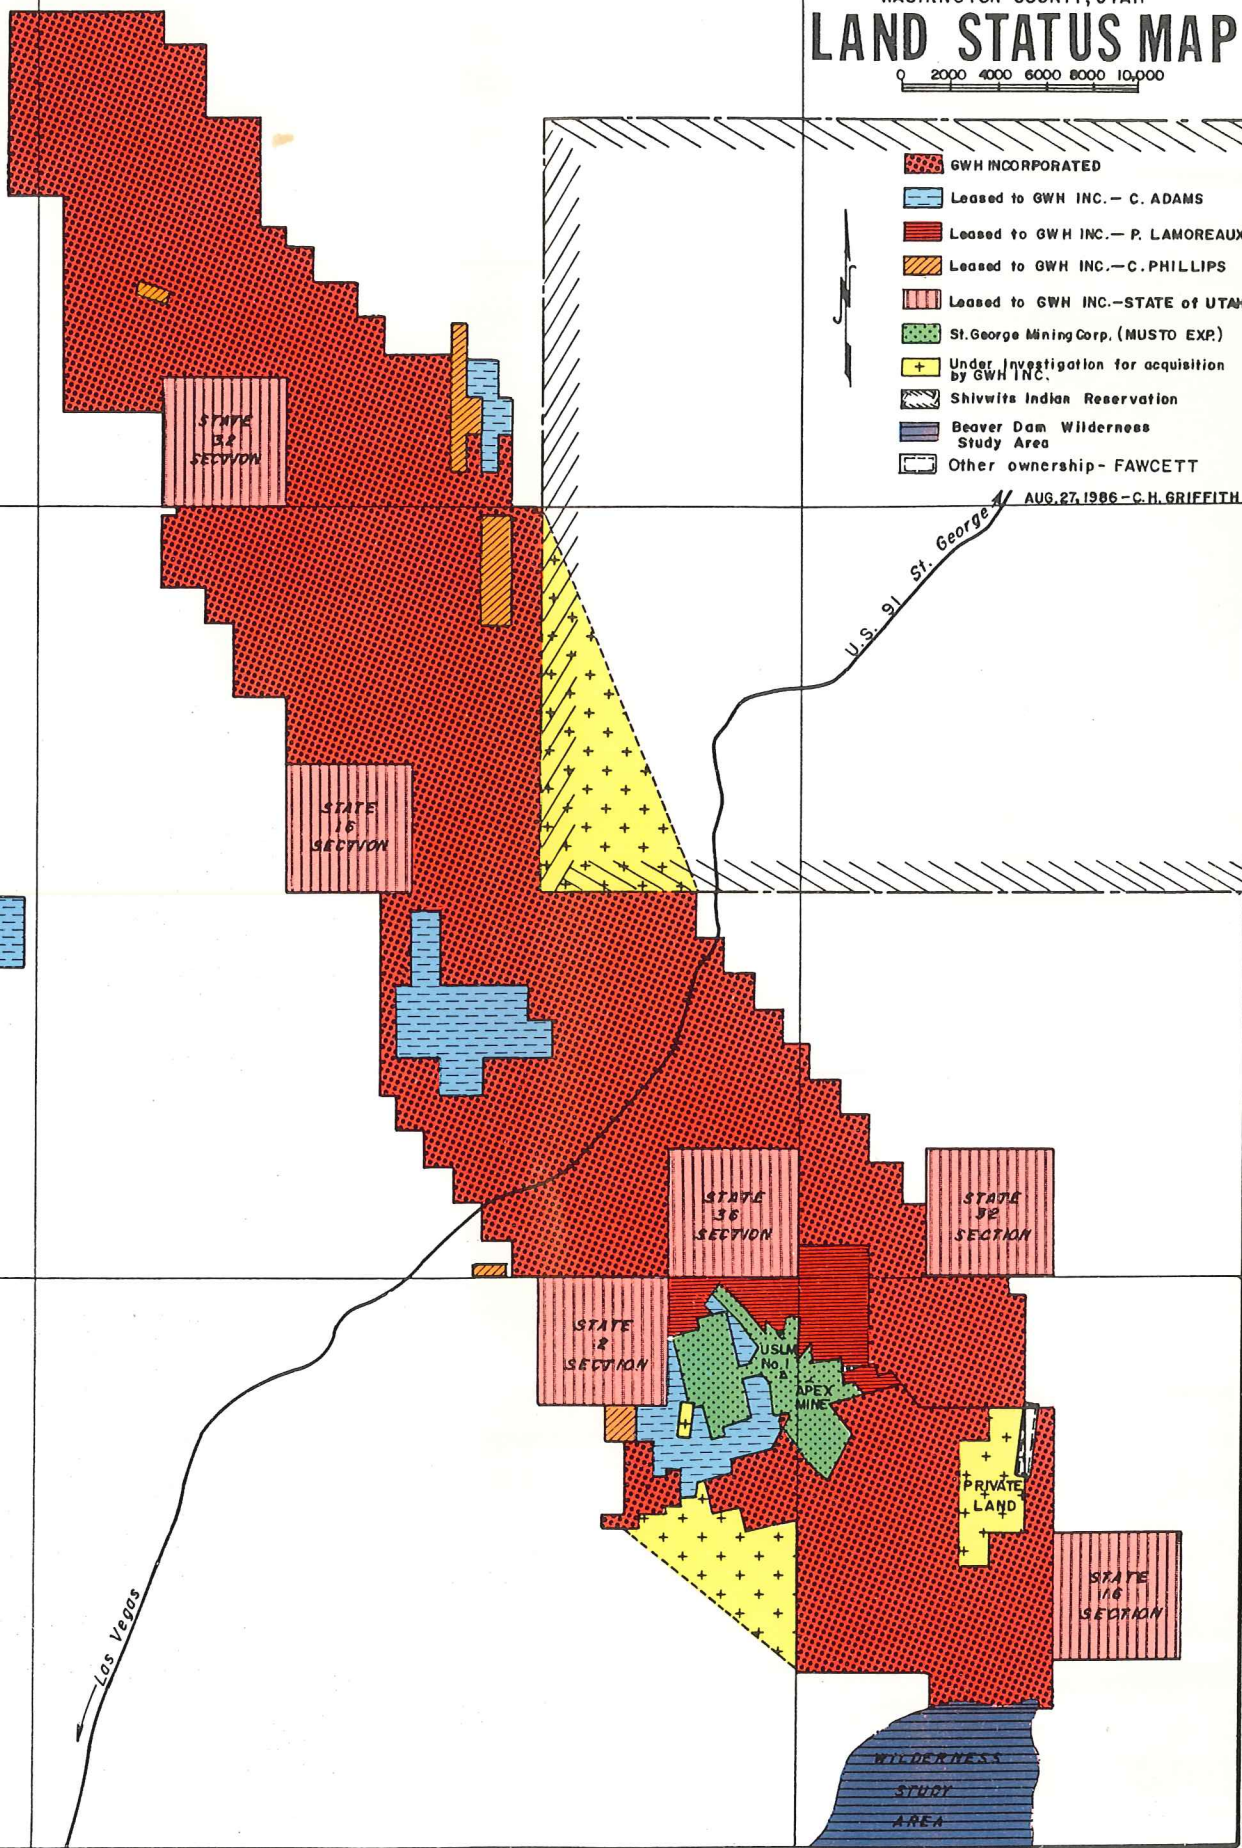 WASHINGTON COUNTY, UTAH
LAND STATUS MAP
0 2000 4000 6000 8000 10,000
GWH INCORPORATED
Leased to GWH INC.— C. ADAMS
Leased to GWH INC.— P. LAMOREAUX
Leased to GWH INC.—C. PHILLIPS
Leased to GWH INC.—STATE of UTAH
St. George Mining Corp. (MUSTO EXP.)
Under Investigation for acquisition
by GWH INC.
Shivwits Indian Reservation
Beaver Dam Wilderness
Study Area
Other ownership - FAWCETT
AUG. 27, 1986 – C. H. GRIFFITH
N
STATE
32
SECTION
U.S. 91 St. George
STATE
16
SECTION
STATE
36
SECTION
STATE
32
SECTION
STATE
2
SECTION
USLM
No. 1
APEX
MINE
PRIVATE
LAND
STATE
16
SECTION
Las Vegas
WILDERNESS
STUDY
AREA